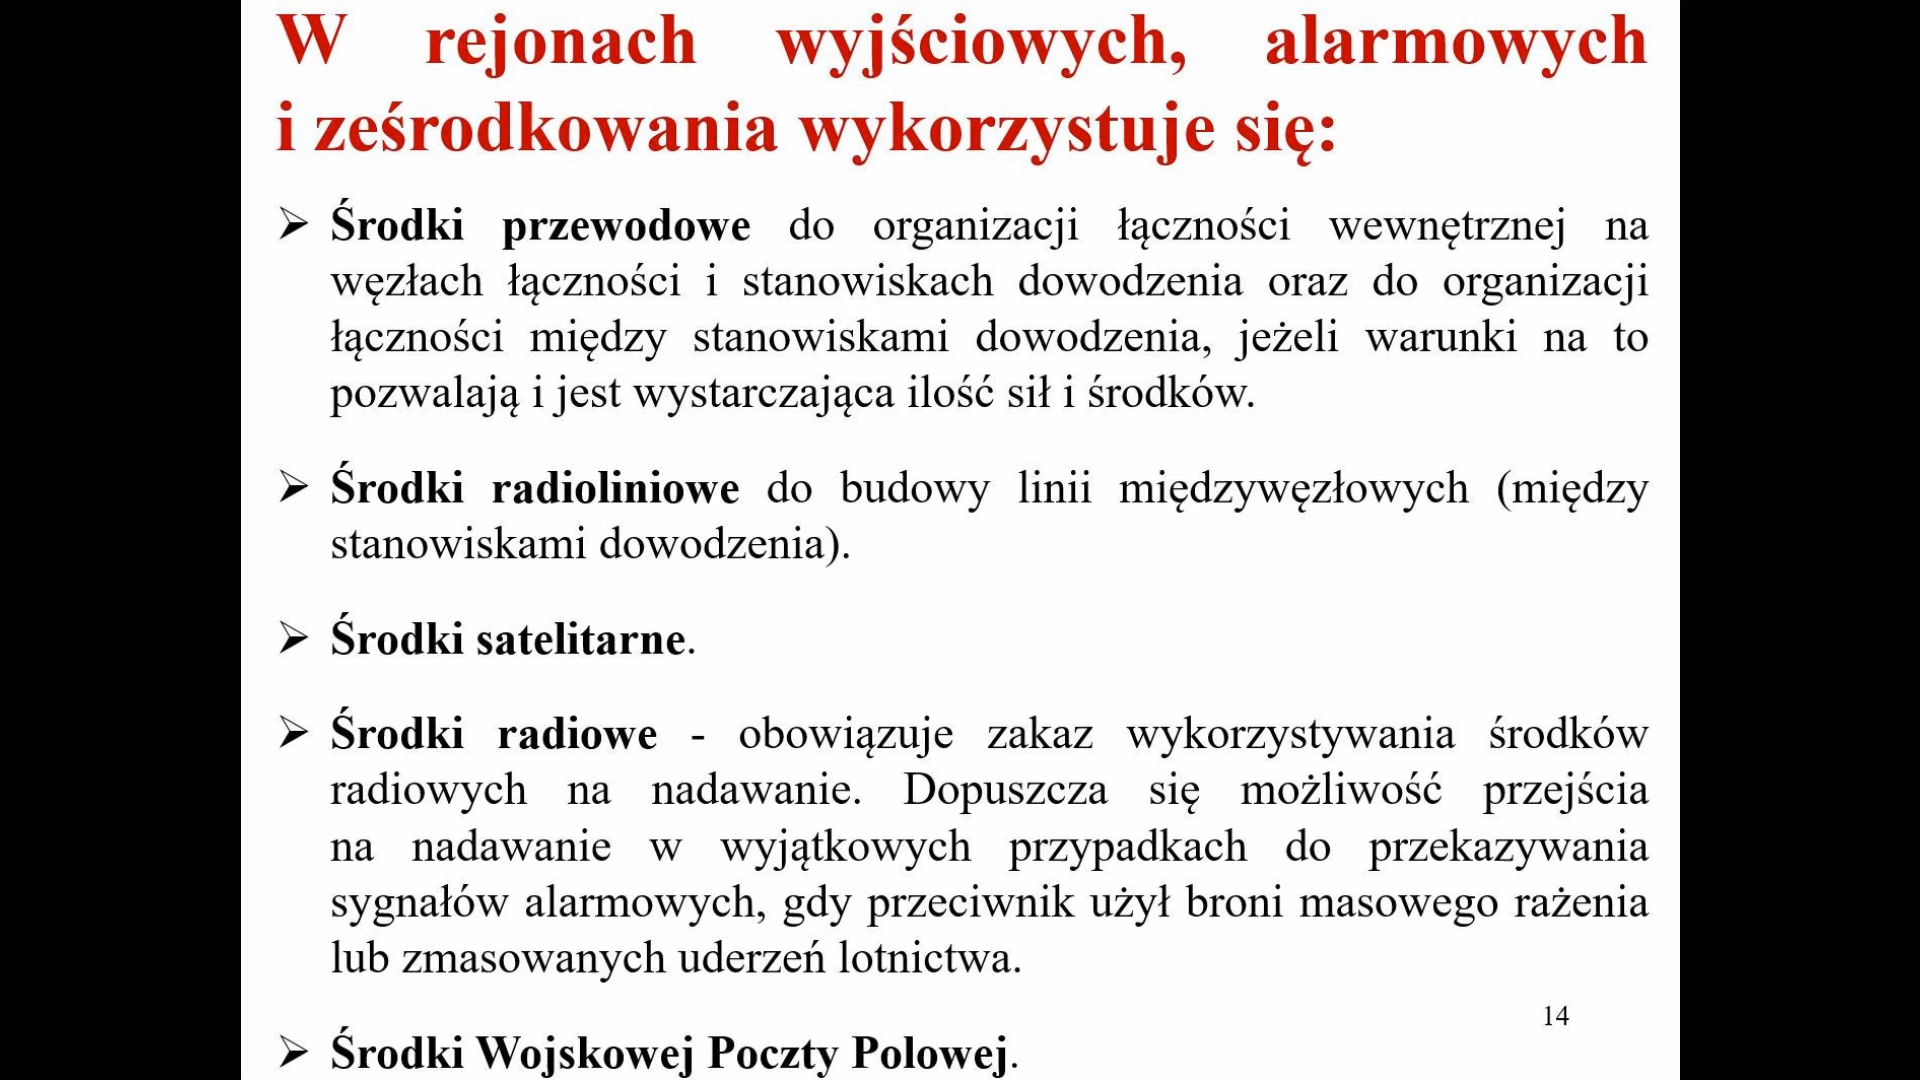 W rejonach wyjściowych, alarmowych
i ześrodkowania wykorzystuje się:
➢ Środki przewodowe do organizacji łączności wewnętrznej na
węzłach łączności i stanowiskach dowodzenia oraz do organizacji
łączności między stanowiskami dowodzenia, jeżeli warunki na to
pozwalają i jest wystarczająca ilość sił i środków.
➢ Środki radioliniowe do budowy linii międzywęzłowych (między
stanowiskami dowodzenia).
➢ Środki satelitarne.
➢ Środki radiowe - obowiązuje zakaz wykorzystywania środków
radiowych na nadawanie. Dopuszcza się możliwość przejścia
na nadawanie w wyjątkowych przypadkach do przekazywania
sygnałów alarmowych, gdy przeciwnik użył broni masowego rażenia
lub zmasowanych uderzeń lotnictwa.
14
➢ Środki Wojskowej Poczty Polowej.